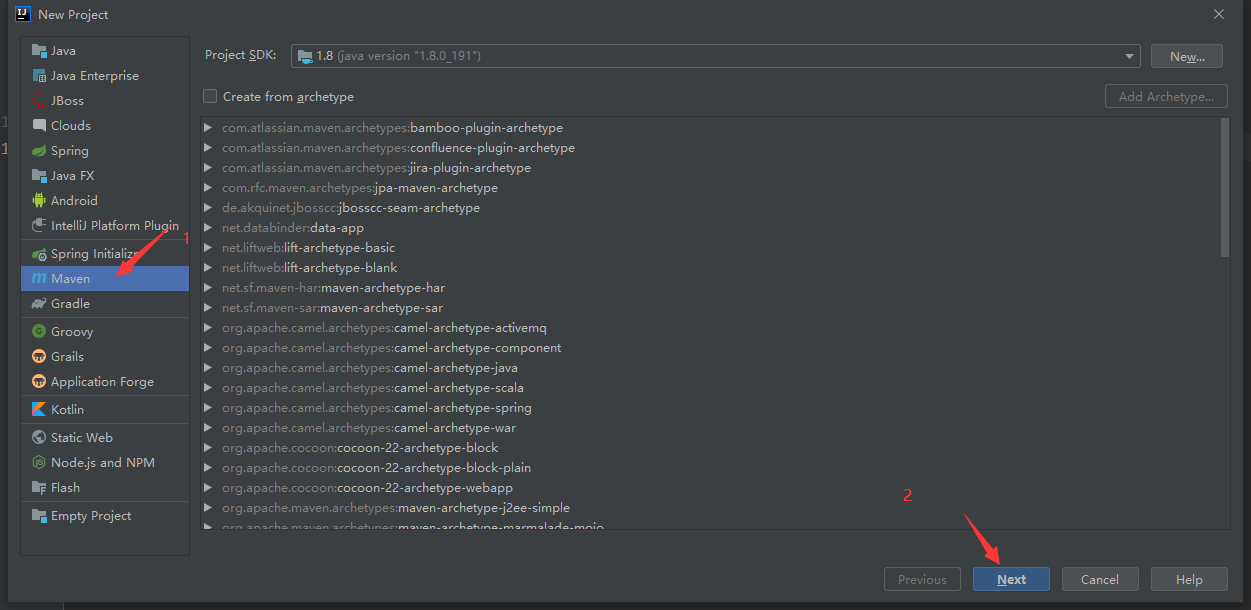 New Project
Java
Java Enterprise
JBoss
Clouds
Spring
Java FX
Android
IntelliJ Platform Plugin
1
Spring Initializr
Maven
Gradle
Groovy
Grails
Application Forge
Kotlin
Static Web
Node.js and NPM
Flash
Empty Project
Project SDK: 1.8 (java version "1.8.0_191") New...
Create from archetype Add Archetype...
com.atlassian.maven.archetypes:bamboo-plugin-archetype
com.atlassian.maven.archetypes:confluence-plugin-archetype
com.atlassian.maven.archetypes:jira-plugin-archetype
com.rfc.maven.archetypes:jpa-maven-archetype
de.akquinet.jbosscc:jbosscc-seam-archetype
net.databinder:data-app
net.liftweb:lift-archetype-basic
net.liftweb:lift-archetype-blank
net.sf.maven-har:maven-archetype-har
net.sf.maven-sar:maven-archetype-sar
org.apache.camel.archetypes:camel-archetype-activemq
org.apache.camel.archetypes:camel-archetype-component
org.apache.camel.archetypes:camel-archetype-java
org.apache.camel.archetypes:camel-archetype-scala
org.apache.camel.archetypes:camel-archetype-spring
org.apache.camel.archetypes:camel-archetype-war
org.apache.cocoon:cocoon-22-archetype-block
org.apache.cocoon:cocoon-22-archetype-block-plain
org.apache.cocoon:cocoon-22-archetype-webapp
org.apache.maven.archetypes:maven-archetype-j2ee-simple
org.apache.maven.archetypes:maven-archetype-marmalade-mojo
2
Previous Next Cancel Help